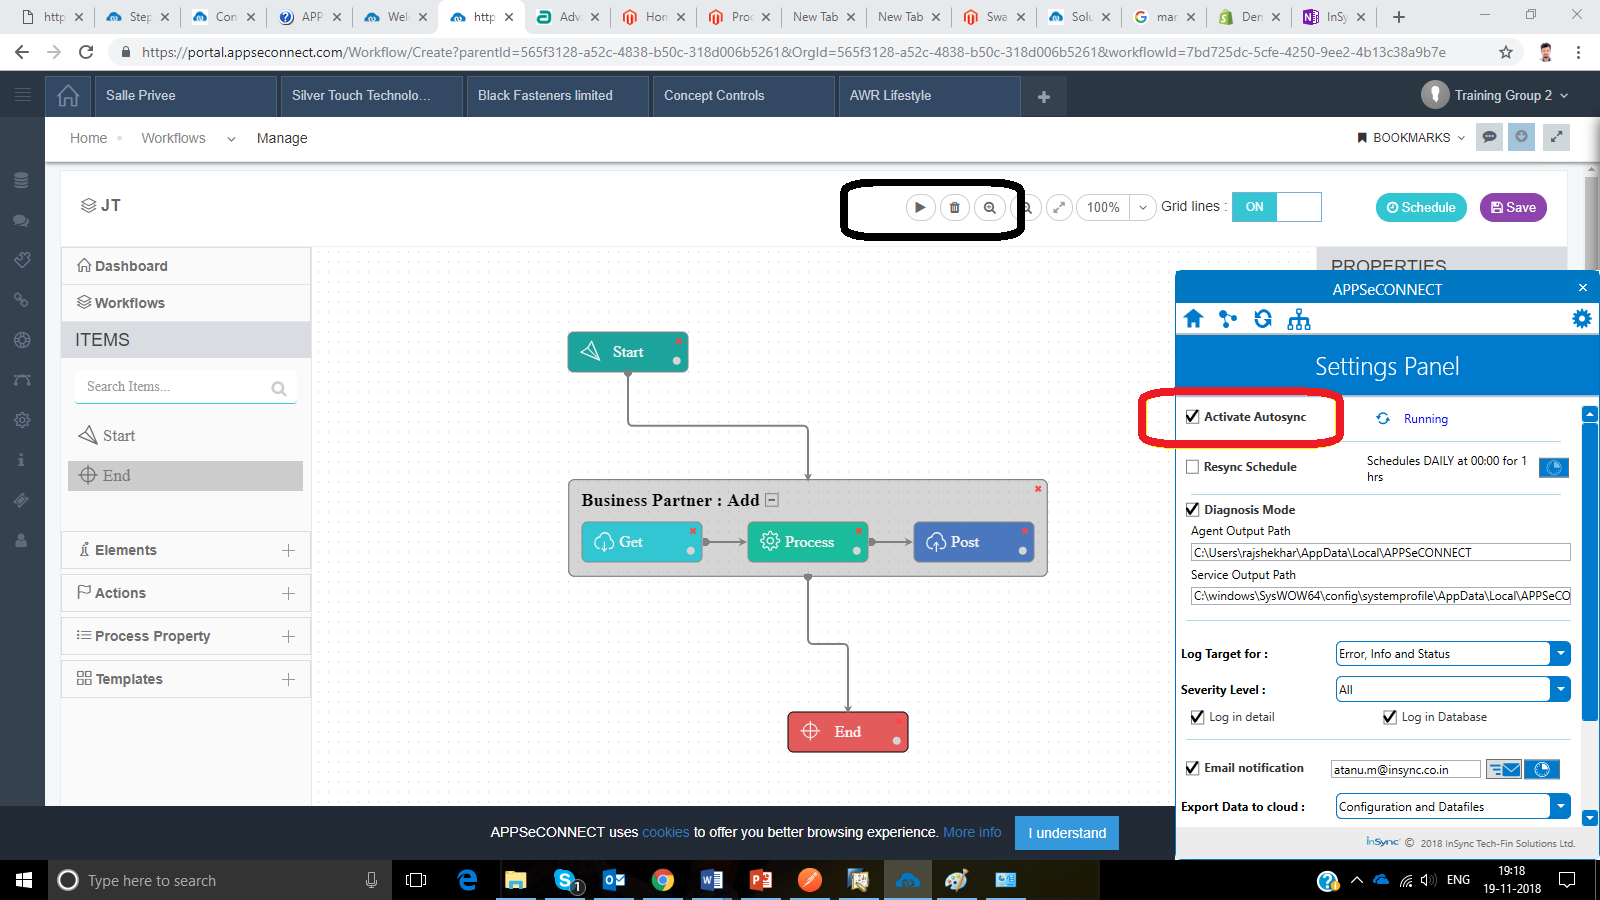 http
Step
Con
APP
Wel
http
Adv
Hon
Proc
New Tab
New Tab
Swa
Solu
mar
Den
InSy
https://portal.appseconnect.com/Workflow/Create?parentId=565f3128-a52c-4838-b50c-318d006b5261&OrgId=565f3128-a52c-4838-b50c-318d006b5261&workflowId=7bd725dc-5cfe-4250-9ee2-4b13c38a9b7e
Salle Privee
Silver Touch Technolo...
Black Fasteners limited
Concept Controls
AWR Lifestyle
Training Group 2
Home
Workflows
Manage
BOOKMARKS
JT
100%
Grid lines :
ON
Schedule
Save
Dashboard
Workflows
ITEMS
Search Items...
Start
End
Elements
Actions
Process Property
Templates
Start
Business Partner : Add
Get
Process
Post
End
PROPERTIES
APPSeCONNECT
Settings Panel
Activate Autosync
Running
Resync Schedule
Schedules DAILY at 00:00 for 1
hrs
Diagnosis Mode
Agent Output Path
C:\Users\rajshekhar\AppData\Local\APPSeCONNECT
Service Output Path
C:\windows\SysWOW64\config\systemprofile\AppData\Local\APPSeCO
Log Target for :
Error, Info and Status
Severity Level :
All
Log in detail
Log in Database
Email notification
atanu.m@insync.co.in
Export Data to cloud :
Configuration and Datafiles
InSync © 2018 InSync Tech-Fin Solutions Ltd.
APPSeCONNECT uses cookies to offer you better browsing experience. More info
I understand
Type here to search
1
ENG
19:18
19-11-2018